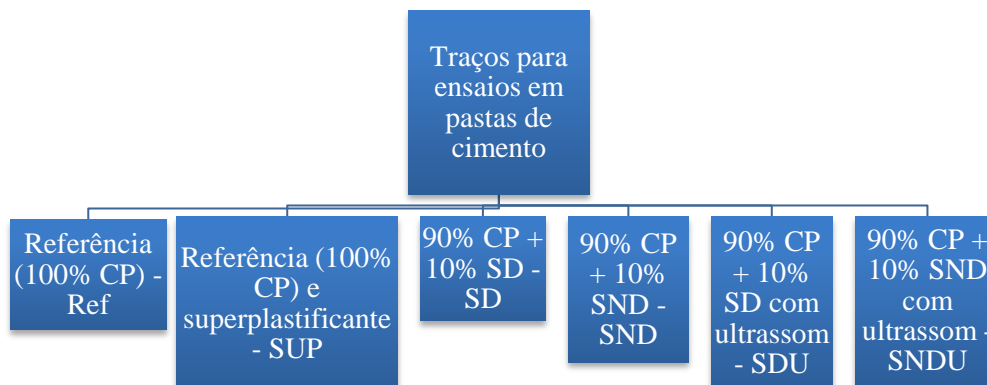 Traços para
ensaios em
pastas de
cimento
Referência
(100% CP) -
Ref
Referência (100%
CP) e
superplastificante
- SUP
90% CP +
10% SD -
SD
90% CP
+ 10%
SND -
SND
90% CP
+ 10%
SD com
ultrassom
- SDU
90% CP +
10% SND
com
ultrassom -
SNDU